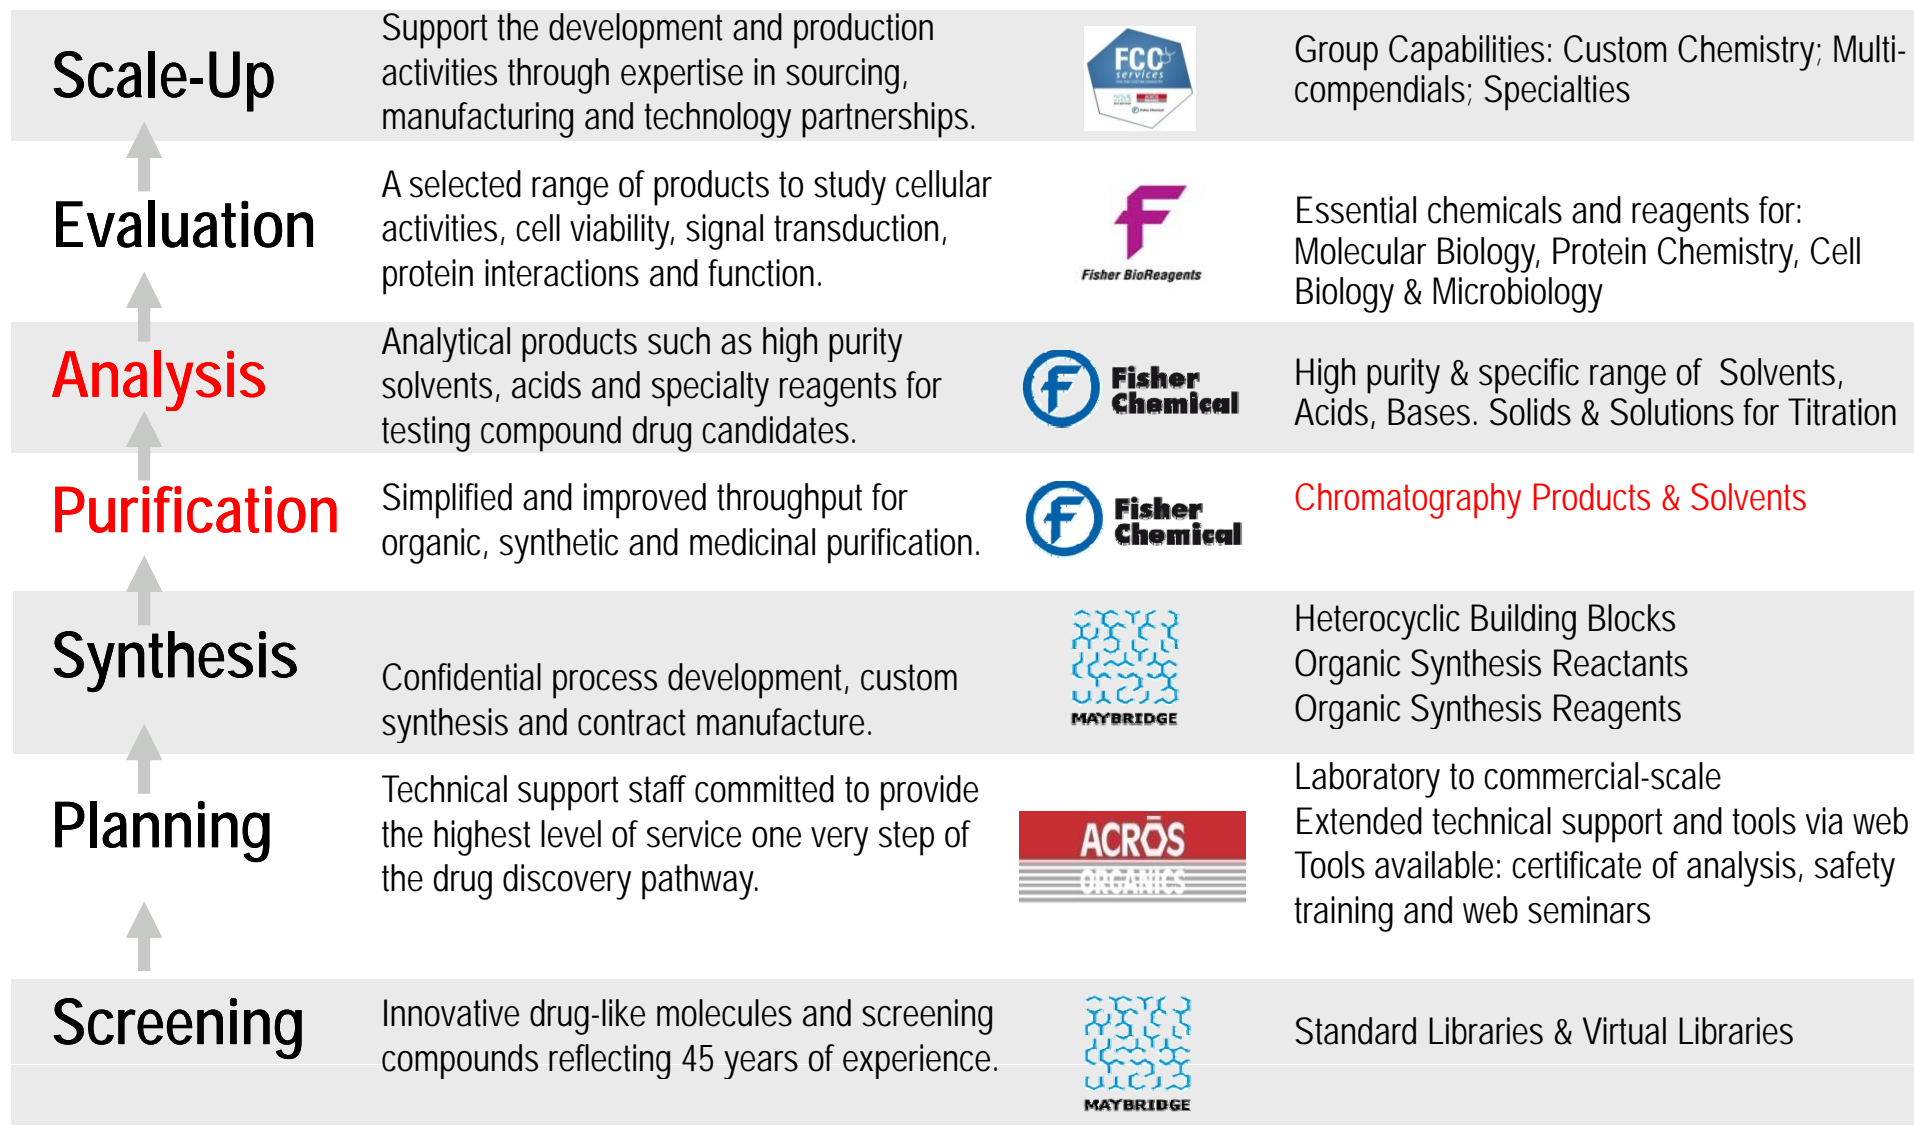 Scale-Up
Support the development and production
activities through expertise in sourcing,
manufacturing and technology partnerships.
FCC
services
Group Capabilities: Custom Chemistry; Multi-
compendials; Specialties
Evaluation
A selected range of products to study cellular
activities, cell viability, signal transduction,
protein interactions and function.
Fisher BioReagents
Essential chemicals and reagents for:
Molecular Biology, Protein Chemistry, Cell
Biology & Microbiology
Analysis
Analytical products such as high purity
solvents, acids and specialty reagents for
testing compound drug candidates.
Fisher
Chemical
High purity & specific range of  Solvents,
Acids, Bases. Solids & Solutions for Titration
Purification
Simplified and improved throughput for
organic, synthetic and medicinal purification.
Fisher
Chemical
Chromatography Products & Solvents
Synthesis
Confidential process development, custom
synthesis and contract manufacture.
MAYBRIDGE
Heterocyclic Building Blocks
Organic Synthesis Reactants
Organic Synthesis Reagents
Planning
Technical support staff committed to provide
the highest level of service one very step of
the drug discovery pathway.
ACRŌS
ORGANICS
Laboratory to commercial-scale
Extended technical support and tools via web
Tools available: certificate of analysis, safety
training and web seminars
Screening
Innovative drug-like molecules and screening
compounds reflecting 45 years of experience.
MAYBRIDGE
Standard Libraries & Virtual Libraries